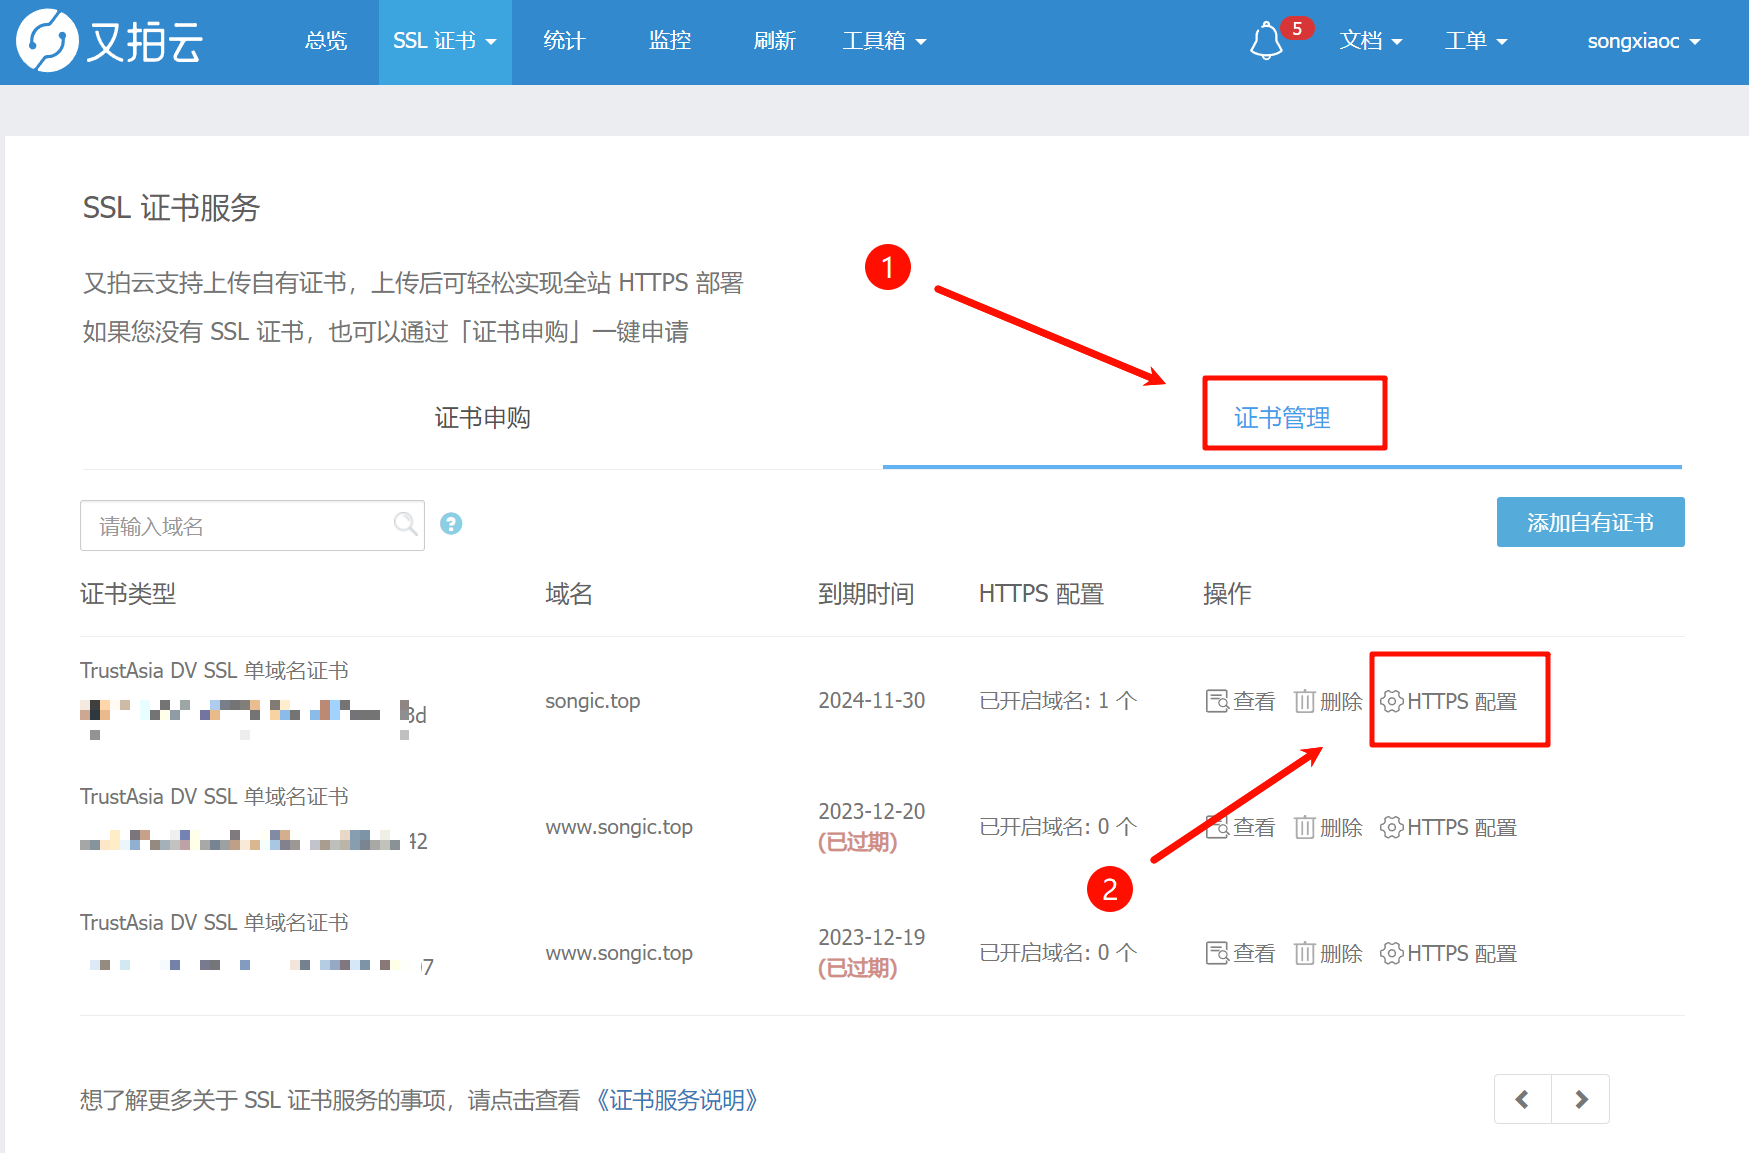 又拍云
总览
SSL 证书
统计
监控
刷新
工具箱
5
文档
工单
songxiaoc
SSL 证书服务
又拍云支持上传自有证书，上传后可轻松实现全站 HTTPS 部署
如果您没有 SSL 证书，也可以通过「证书申购」一键申请
1
证书申购
证书管理
请输入域名
?
添加自有证书
证书类型
域名
到期时间
HTTPS 配置
操作
TrustAsia DV SSL 单域名证书
3d
songic.top
2024-11-30
已开启域名: 1 个
查看
删除
HTTPS 配置
TrustAsia DV SSL 单域名证书
42
www.songic.top
2023-12-20
(已过期)
已开启域名: 0 个
查看
删除
HTTPS 配置
2
TrustAsia DV SSL 单域名证书
07
www.songic.top
2023-12-19
(已过期)
已开启域名: 0 个
查看
删除
HTTPS 配置
想了解更多关于 SSL 证书服务的事项，请点击查看 《证书服务说明》